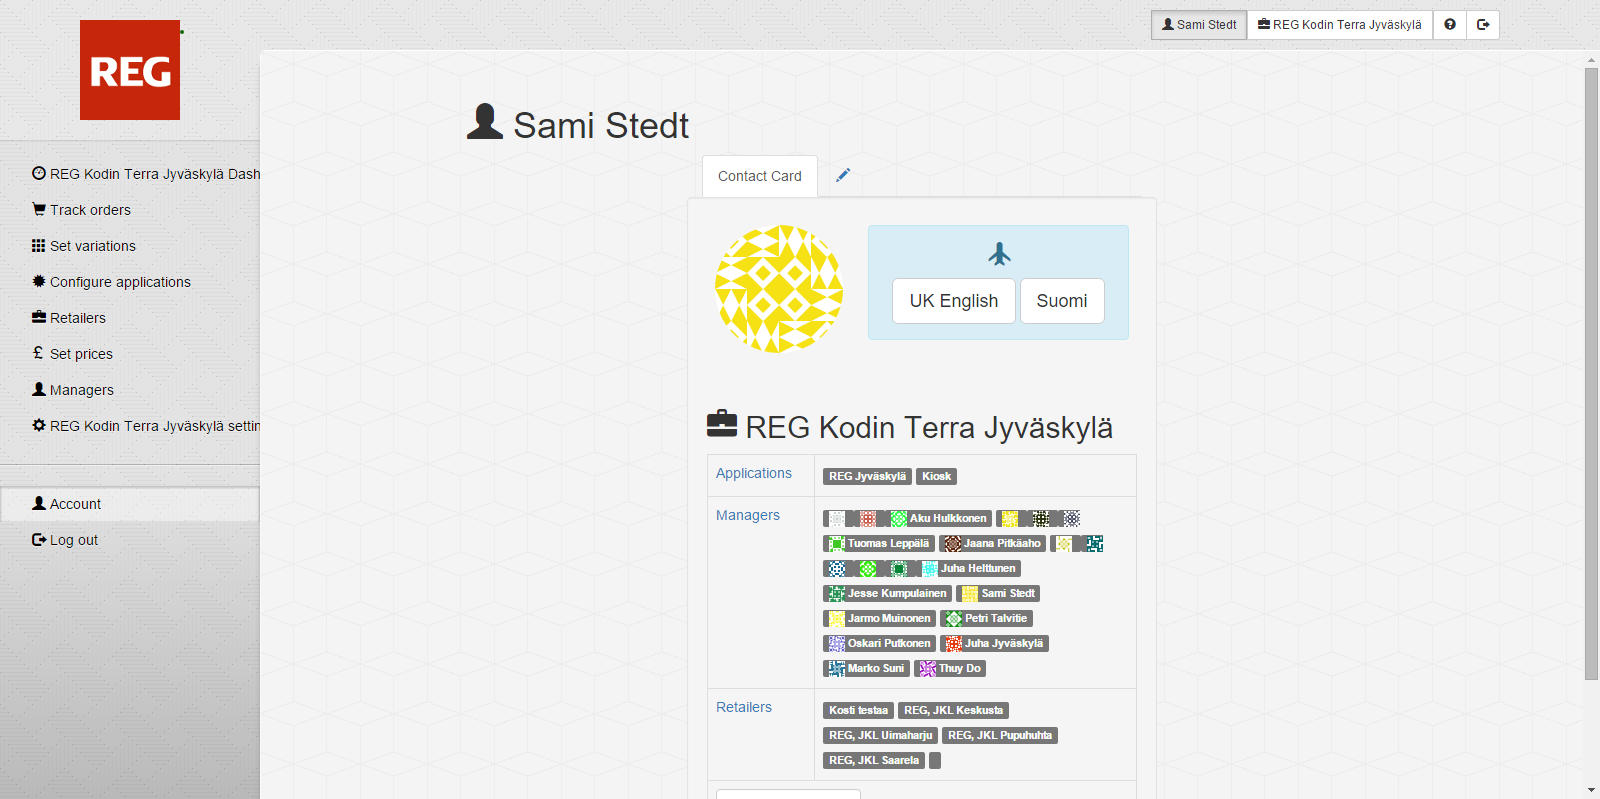 Sami Stedt
REG Kodin Terra Jyväskylä
REG
REG Kodin Terra Jyväskylä Dash
Track orders
Set variations
Configure applications
Retailers
£ Set prices
Managers
REG Kodin Terra Jyväskylä settin
Account
Log out
Sami Stedt
Contact Card
UK English
Suomi
REG Kodin Terra Jyväskylä
Applications
REG Jyväskylä Kiosk
Managers
Aku Hulkkonen
Tuomas Leppälä Jaana Pitkäaho
Juha Helttunen
Jesse Kumpulainen Sami Stedt
Jarmo Muinonen Petri Talvitie
Oskari Putkonen Juha Jyväskylä
Marko Suni Thuy Do
Retailers
Kosti testaa REG, JKL Keskusta
REG, JKL Uimaharju REG, JKL Pupuhuhta
REG, JKL Saarela